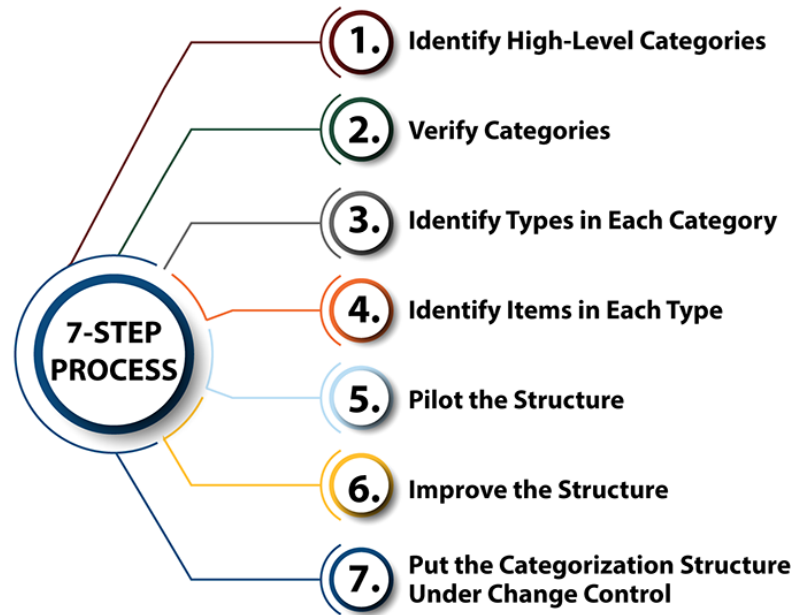 1. Identify High-Level Categories
2. Verify Categories
3. Identify Types in Each Category
4. Identify Items in Each Type
7-STEP
PROCESS
5. Pilot the Structure
6. Improve the Structure
7. Put the Categorization Structure
Under Change Control